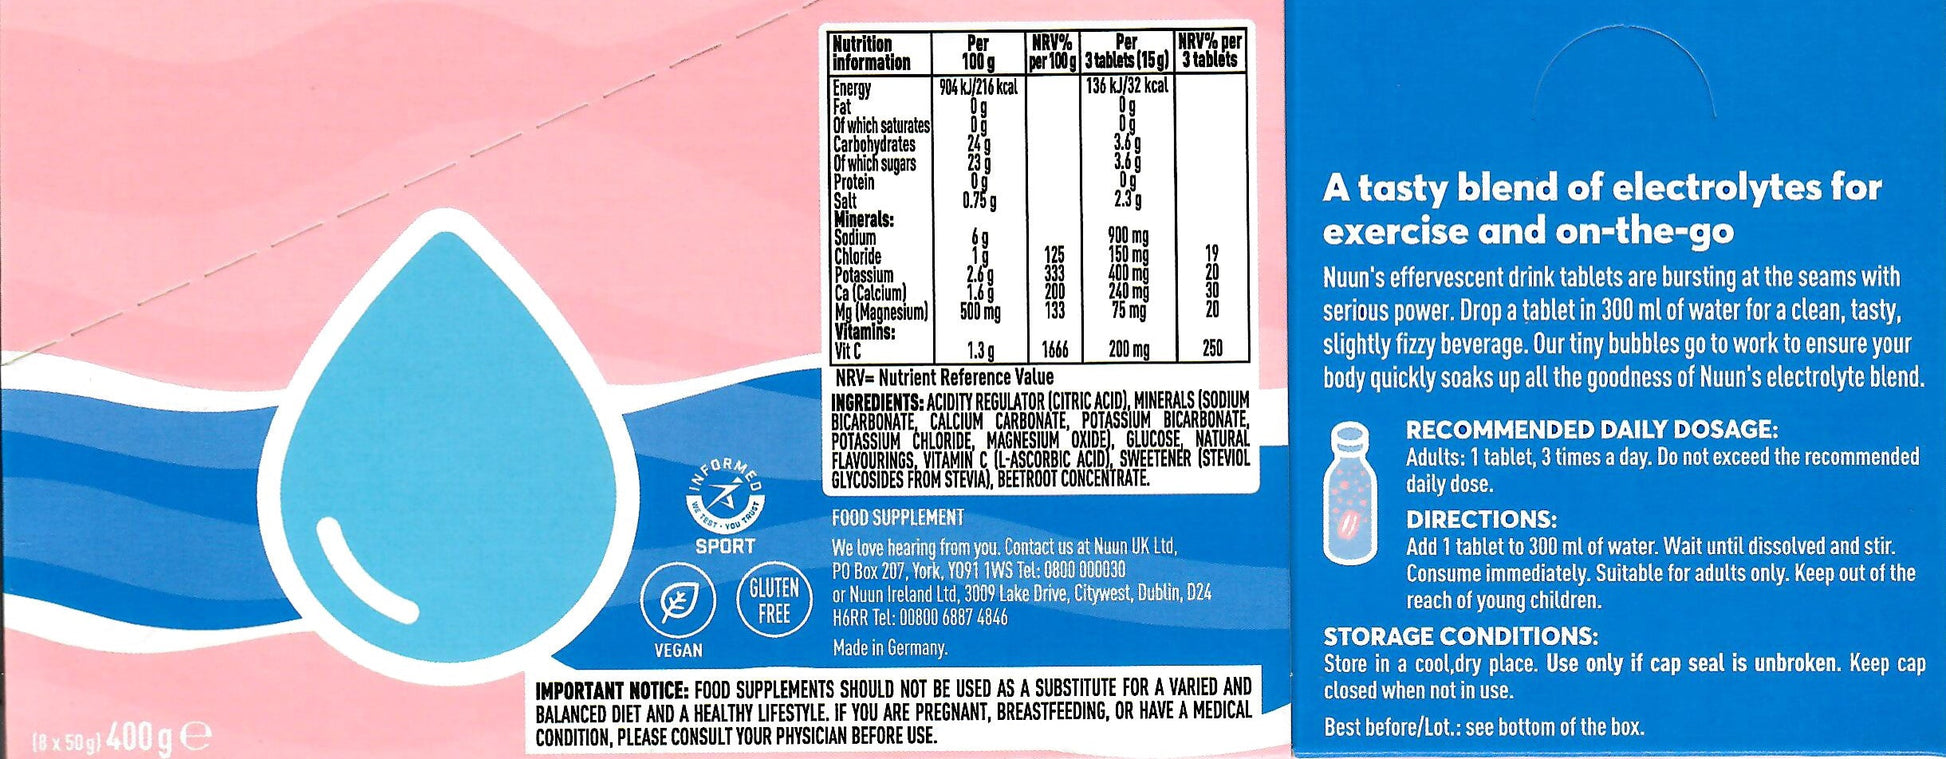 Nutrition information | Per 100 g | NRV% per 100 g | Per 3 tablets (15 g) | NRV% per 3 tablets
Energy | 904 kJ/216 kcal | | 136 kJ/32 kcal |
Fat | 0 g | | 0 g |
Of which saturates | 0 g | | 0 g |
Carbohydrates | 24 g | | 3.6 g |
Of which sugars | 23 g | | 3.6 g |
Protein | 0 g | | 0 g |
Salt | 0.75 g | | 2.3 g |
Minerals:
Sodium | 6 g | | 900 mg |
Chloride | 1 g | 125 | 150 mg | 19
Potassium | 2.6 g | 333 | 400 mg | 20
Ca (Calcium) | 1.6 g | 200 | 240 mg | 30
Mg (Magnesium) | 500 mg | 133 | 75 mg | 20
Vitamins:
Vit C | 1.3 g | 1666 | 200 mg | 250
NRV= Nutrient Reference Value
INGREDIENTS: ACIDITY REGULATOR (CITRIC ACID), MINERALS (SODIUM
BICARBONATE, CALCIUM CARBONATE, POTASSIUM BICARBONATE,
POTASSIUM CHLORIDE, MAGNESIUM OXIDE), GLUCOSE, NATURAL
FLAVOURINGS, VITAMIN C (L-ASCORBIC ACID), SWEETENER (STEVIOL
GLYCOSIDES FROM STEVIA), BEETROOT CONCENTRATE.
INFORMED
WE TEST · YOU TRUST
SPORT
VEGAN
GLUTEN
FREE
FOOD SUPPLEMENT
We love hearing from you. Contact us at Nuun UK Ltd,
PO Box 207, York, YO91 1WS Tel: 0800 000030
or Nuun Ireland Ltd, 3009 Lake Drive, Citywest, Dublin, D24
H6RR Tel: 00800 6887 4846
Made in Germany.
IMPORTANT NOTICE: FOOD SUPPLEMENTS SHOULD NOT BE USED AS A SUBSTITUTE FOR A VARIED AND
BALANCED DIET AND A HEALTHY LIFESTYLE. IF YOU ARE PREGNANT, BREASTFEEDING, OR HAVE A MEDICAL
CONDITION, PLEASE CONSULT YOUR PHYSICIAN BEFORE USE.
(8 x 50g) 400 g ℮
A tasty blend of electrolytes for
exercise and on-the-go
Nuun's effervescent drink tablets are bursting at the seams with
serious power. Drop a tablet in 300 ml of water for a clean, tasty,
slightly fizzy beverage. Our tiny bubbles go to work to ensure your
body quickly soaks up all the goodness of Nuun's electrolyte blend.
RECOMMENDED DAILY DOSAGE:
Adults: 1 tablet, 3 times a day. Do not exceed the recommended
daily dose.
DIRECTIONS:
Add 1 tablet to 300 ml of water. Wait until dissolved and stir.
Consume immediately. Suitable for adults only. Keep out of the
reach of young children.
STORAGE CONDITIONS:
Store in a cool,dry place. Use only if cap seal is unbroken. Keep cap
closed when not in use.
Best before/Lot.: see bottom of the box.